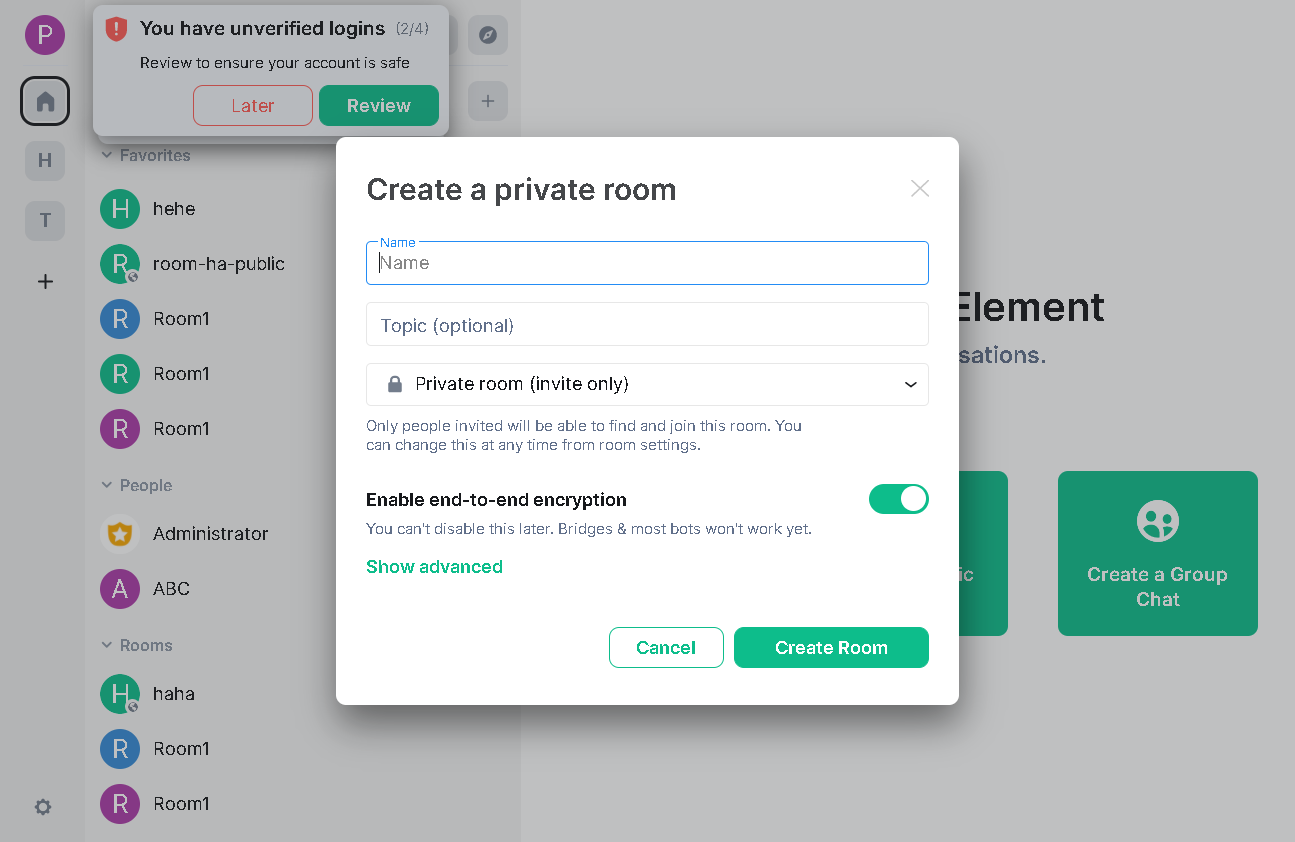 P
You have unverified logins (2/4)
Review to ensure your account is safe
Later
Review
H
T
Favorites
H hehe
R room-ha-public
R Room1
R Room1
R Room1
People
Administrator
A ABC
Rooms
H haha
R Room1
R Room1
Create a private room
Name
Name
Topic (optional)
Private room (invite only)
Only people invited will be able to find and join this room. You
can change this at any time from room settings.
Enable end-to-end encryption
You can't disable this later. Bridges & most bots won't work yet.
Show advanced
Cancel
Create Room
Element
sations.
ic
Create a Group
Chat